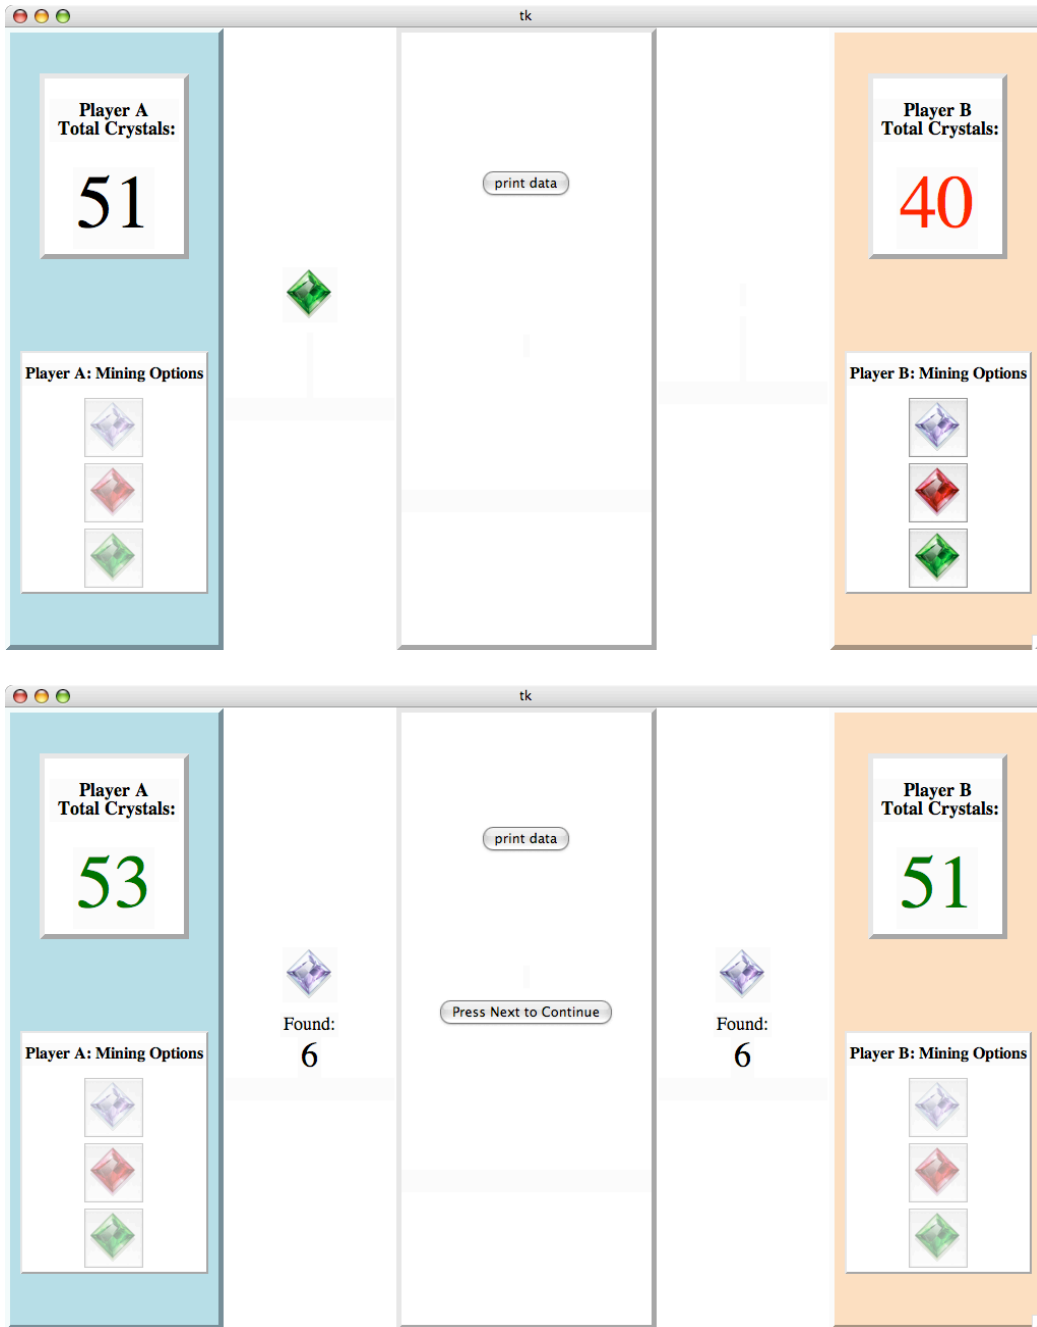 tk
Player A
Total Crystals:
51
print data
Player B
Total Crystals:
40
Player A: Mining Options
Player B: Mining Options
tk
Player A
Total Crystals:
53
print data
Player B
Total Crystals:
51
Press Next to Continue
Found:
6
Found:
6
Player A: Mining Options
Player B: Mining Options